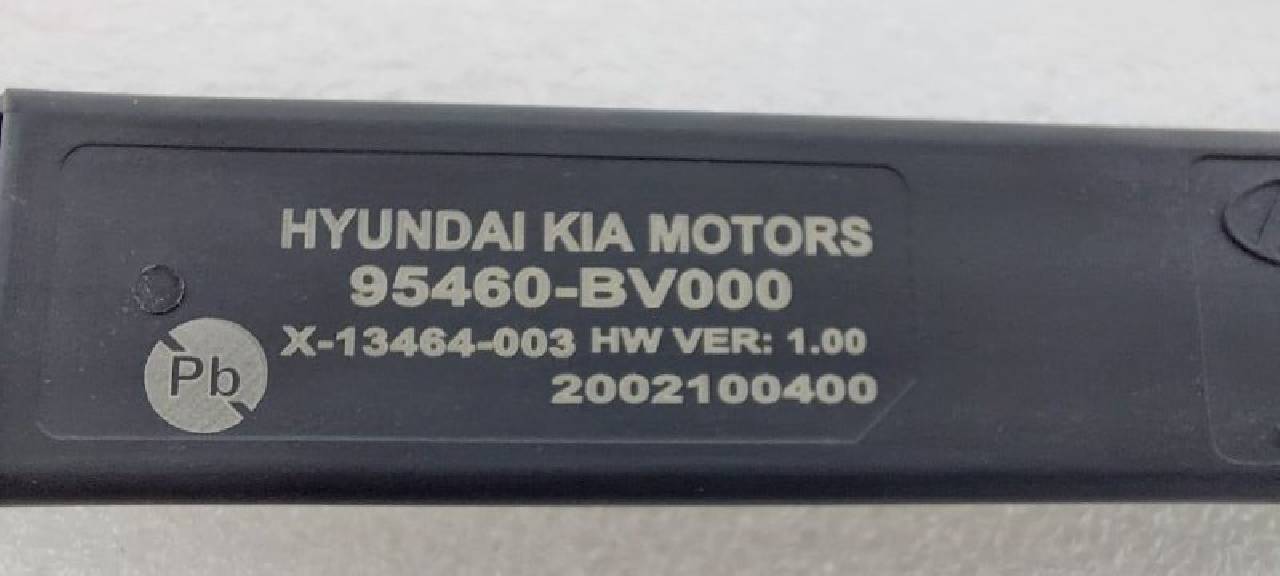 HYUNDAI KIA MOTORS
95460-BV000
X-13464-003 HW VER: 1.00
Pb
2002100400